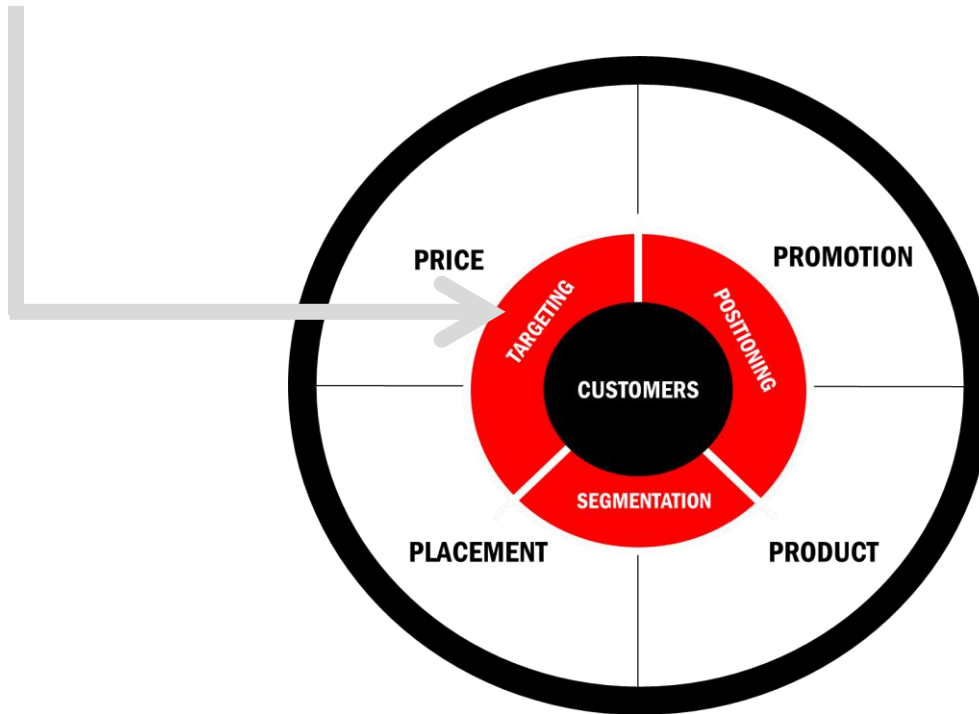 PRICE
PROMOTION
TARGETING
POSITIONING
CUSTOMERS
SEGMENTATION
PLACEMENT
PRODUCT